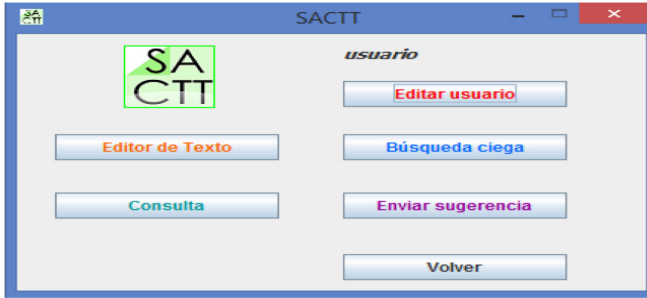 SACTT
SA
CTT
usuario
Editar usuario
Editor de Texto
Búsqueda ciega
Consulta
Enviar sugerencia
Volver